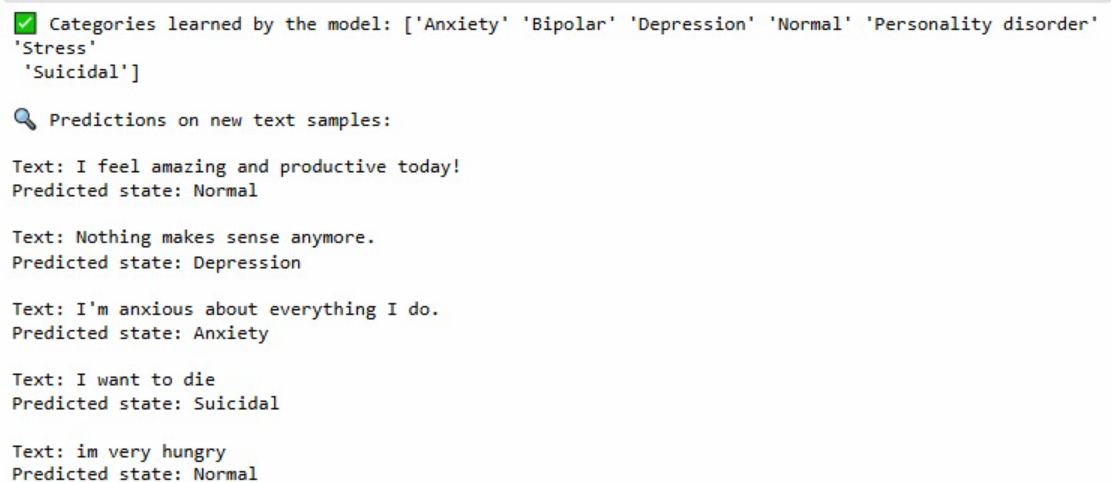 ✅ Categories learned by the model: ['Anxiety' 'Bipolar' 'Depression' 'Normal' 'Personality disorder'
'Stress'
'Suicidal']
🔍 Predictions on new text samples:
Text: I feel amazing and productive today!
Predicted state: Normal
Text: Nothing makes sense anymore.
Predicted state: Depression
Text: I'm anxious about everything I do.
Predicted state: Anxiety
Text: I want to die
Predicted state: Suicidal
Text: im very hungry
Predicted state: Normal